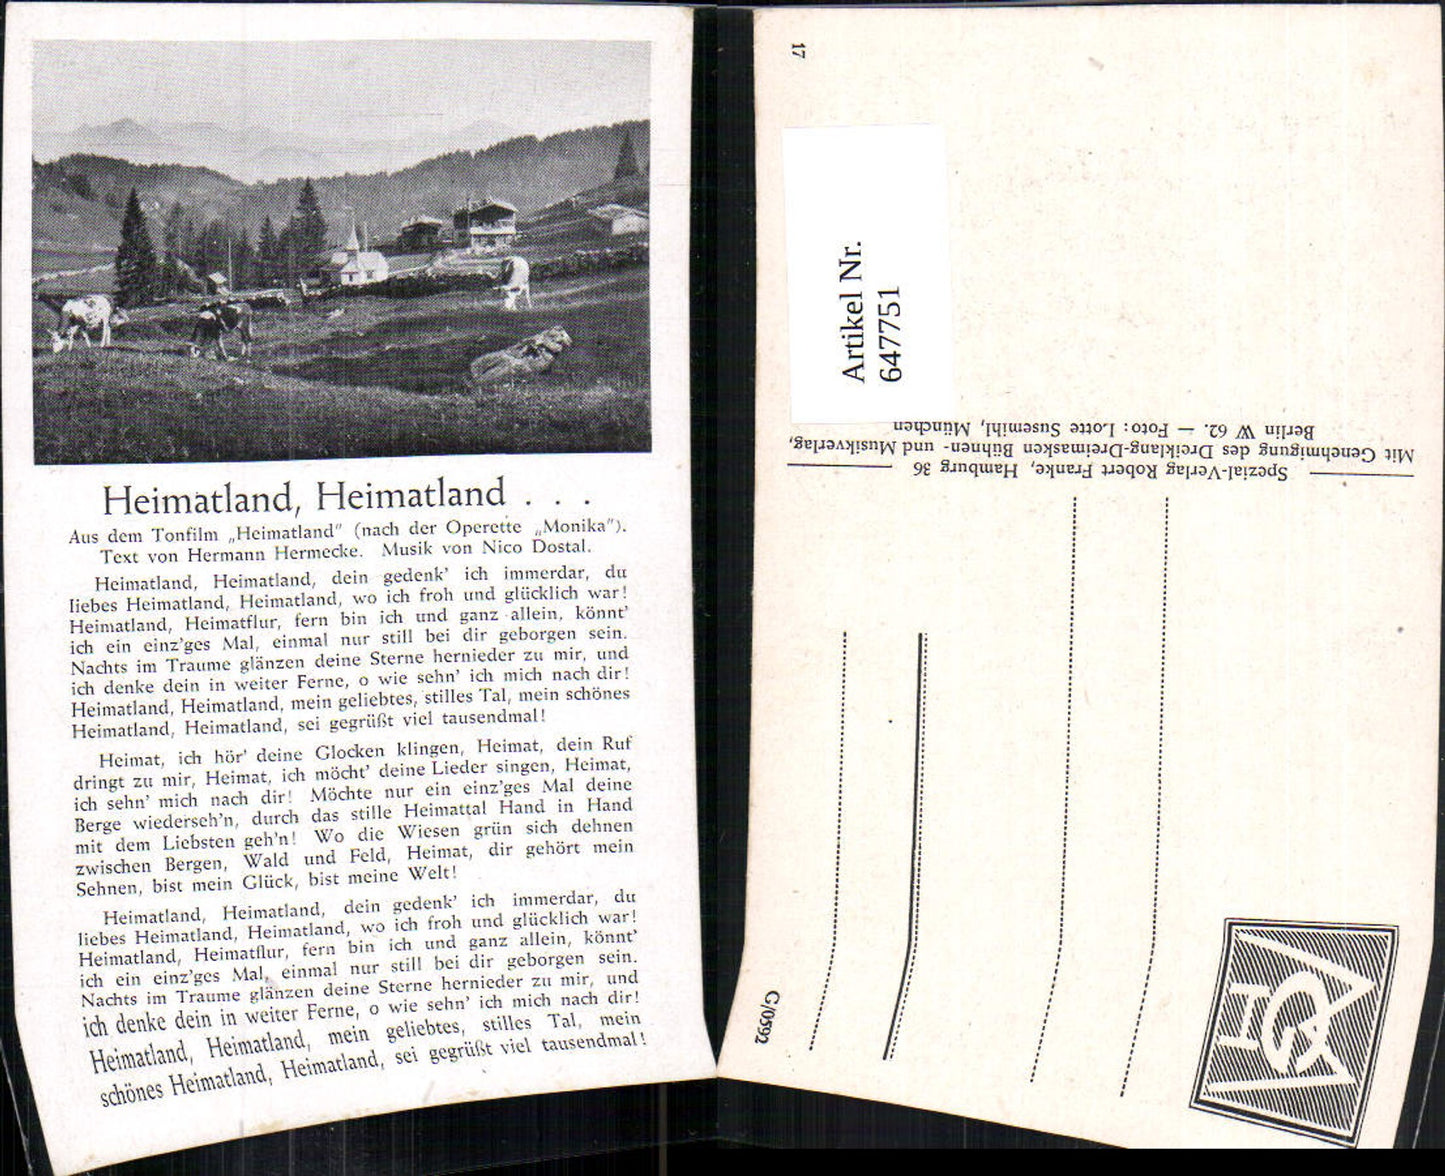 Heimatland, Heimatland . . .
Aus dem Tonfilm „Heimatland" (nach der Operette „Monika").
Text von Hermann Hermecke. Musik von Nico Dostal.
Heimatland, Heimatland, dein gedenk' ich immerdar, du
liebes Heimatland, Heimatland, wo ich froh und glücklich war!
Heimatland, Heimatflur, fern bin ich und ganz allein, könnt'
ich ein einz'ges Mal, einmal nur still bei dir geborgen sein.
Nachts im Traume glänzen deine Sterne hernieder zu mir, und
ich denke dein in weiter Ferne, o wie sehn' ich mich nach dir!
Heimatland, Heimatland, mein geliebtes, stilles Tal, mein schönes
Heimatland, Heimatland, sei gegrüßt viel tausendmal!
Heimat, ich hör' deine Glocken klingen, Heimat, dein Ruf
dringt zu mir, Heimat, ich möcht' deine Lieder singen, Heimat,
ich sehn' mich nach dir! Möchte nur ein einz'ges Mal deine
Berge wiederseh'n, durch das stille Heimattal Hand in Hand
mit dem Liebsten geh'n! Wo die Wiesen grün sich dehnen
zwischen Bergen, Wald und Feld, Heimat, dir gehört mein
Sehnen, bist mein Glück, bist meine Welt!
Heimatland, Heimatland, dein gedenk' ich immerdar, du
liebes Heimatland, Heimatland, wo ich froh und glücklich war!
Heimatland, Heimatflur, fern bin ich und ganz allein, könnt'
ich ein einz'ges Mal, einmal nur still bei dir geborgen sein.
Nachts im Traume glänzen deine Sterne hernieder zu mir, und
ich denke dein in weiter Ferne, o wie sehn' ich mich nach dir!
Heimatland, Heimatland, mein geliebtes, stilles Tal, mein
schönes Heimatland, Heimatland, sei gegrüßt viel tausendmal!
17
Artikel Nr.
647751
Spezial-Verlag Robert Franke, Hamburg 36
Mit Genehmigung des Dreiklang-Dreimasken Bühnen- und Musikverlag,
Berlin W 62. — Foto: Lotte Susemihl, München
G/0592